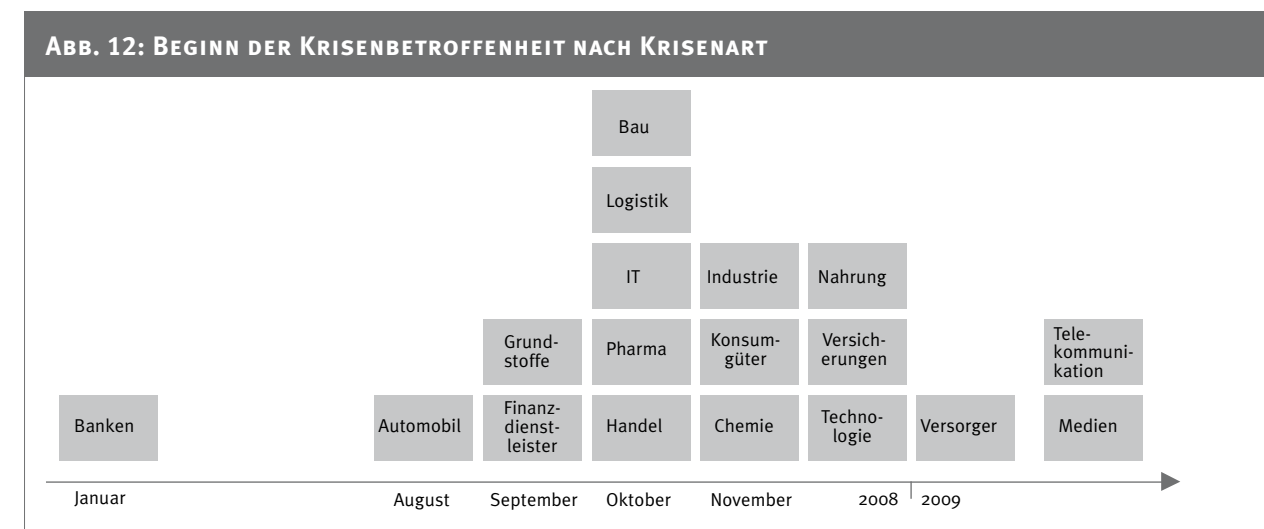 Abb. 12: Beginn der Krisenbetroffenheit nach Krisenart
Bau
Logistik
IT
Industrie
Nahrung
Grund-
stoffe
Pharma
Konsum-
güter
Versich-
erungen
Tele-
kommuni-
kation
Banken
Automobil
Finanz-
dienst-
leister
Handel
Chemie
Techno-
logie
Versorger
Medien
Januar
August
September
Oktober
November
2008
2009